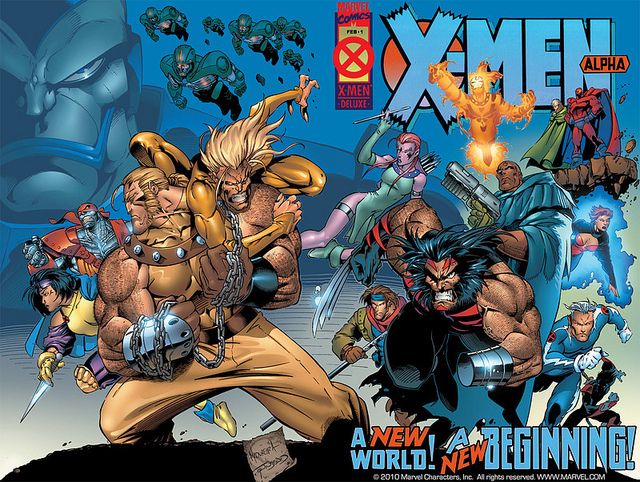 MARVEL
COMICS
FEB • 1
X-MEN
DELUXE
X-MEN
ALPHA
A NEW
WORLD! A NEW BEGINNING!
© 2010 Marvel Characters, Inc. All rights reserved. WWW.MARVEL.COM